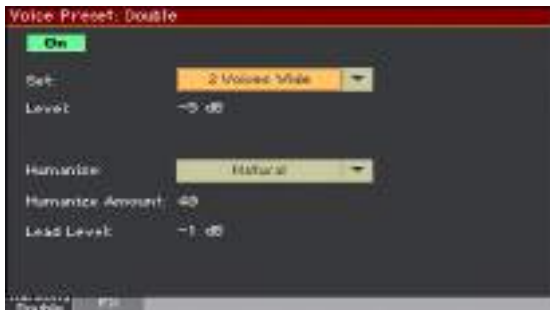 Voice Preset: Double
On
Set: 2 Voices Wide
Level: -9 dB
Humanize: Natural
Humanize Amount: 40
Lead Level: -1 dB
Double